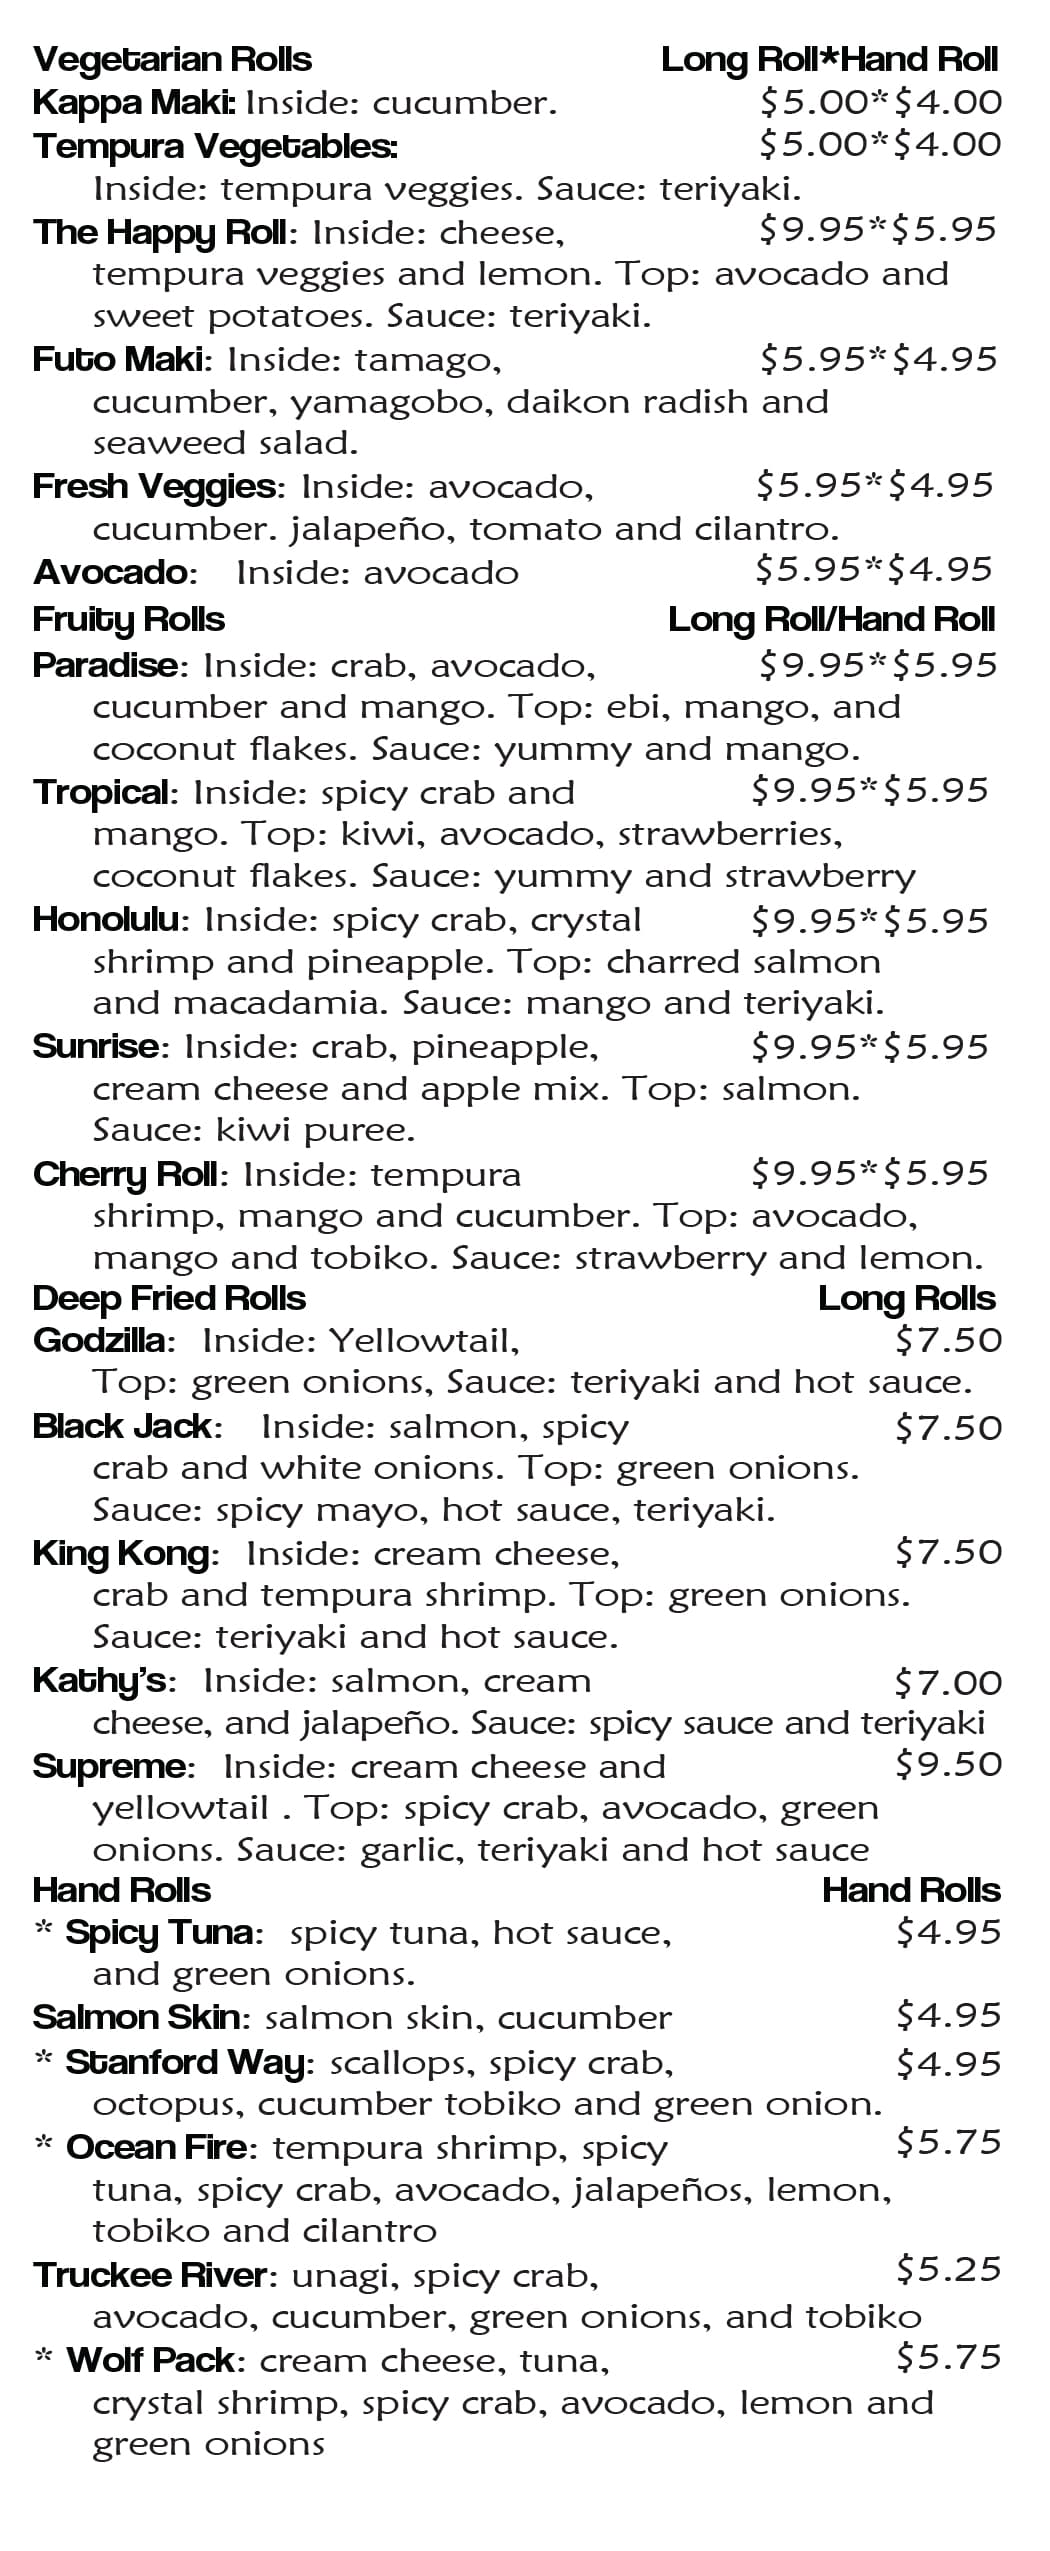 Vegetarian Rolls Long Roll*Hand Roll
Kappa Maki: Inside: cucumber. $5.00*$4.00
Tempura Vegetables: $5.00*$4.00
Inside: tempura veggies. Sauce: teriyaki.
The Happy Roll: Inside: cheese, $9.95*$5.95
tempura veggies and lemon. Top: avocado and
sweet potatoes. Sauce: teriyaki.
Futo Maki: Inside: tamago, $5.95*$4.95
cucumber, yamagobo, daikon radish and
seaweed salad.
Fresh Veggies: Inside: avocado, $5.95*$4.95
cucumber. jalapeño, tomato and cilantro.
Avocado: Inside: avocado $5.95*$4.95
Fruity Rolls Long Roll/Hand Roll
Paradise: Inside: crab, avocado, $9.95*$5.95
cucumber and mango. Top: ebi, mango, and
coconut flakes. Sauce: yummy and mango.
Tropical: Inside: spicy crab and $9.95*$5.95
mango. Top: kiwi, avocado, strawberries,
coconut flakes. Sauce: yummy and strawberry
Honolulu: Inside: spicy crab, crystal $9.95*$5.95
shrimp and pineapple. Top: charred salmon
and macadamia. Sauce: mango and teriyaki.
Sunrise: Inside: crab, pineapple, $9.95*$5.95
cream cheese and apple mix. Top: salmon.
Sauce: kiwi puree.
Cherry Roll: Inside: tempura $9.95*$5.95
shrimp, mango and cucumber. Top: avocado,
mango and tobiko. Sauce: strawberry and lemon.
Deep Fried Rolls Long Rolls
Godzilla: Inside: Yellowtail, $7.50
Top: green onions, Sauce: teriyaki and hot sauce.
Black Jack: Inside: salmon, spicy $7.50
crab and white onions. Top: green onions.
Sauce: spicy mayo, hot sauce, teriyaki.
King Kong: Inside: cream cheese, $7.50
crab and tempura shrimp. Top: green onions.
Sauce: teriyaki and hot sauce.
Kathy's: Inside: salmon, cream $7.00
cheese, and jalapeño. Sauce: spicy sauce and teriyaki
Supreme: Inside: cream cheese and $9.50
yellowtail . Top: spicy crab, avocado, green
onions. Sauce: garlic, teriyaki and hot sauce
Hand Rolls Hand Rolls
* Spicy Tuna: spicy tuna, hot sauce, $4.95
and green onions.
Salmon Skin: salmon skin, cucumber $4.95
* Stanford Way: scallops, spicy crab, $4.95
octopus, cucumber tobiko and green onion.
* Ocean Fire: tempura shrimp, spicy $5.75
tuna, spicy crab, avocado, jalapeños, lemon,
tobiko and cilantro
Truckee River: unagi, spicy crab, $5.25
avocado, cucumber, green onions, and tobiko
* Wolf Pack: cream cheese, tuna, $5.75
crystal shrimp, spicy crab, avocado, lemon and
green onions